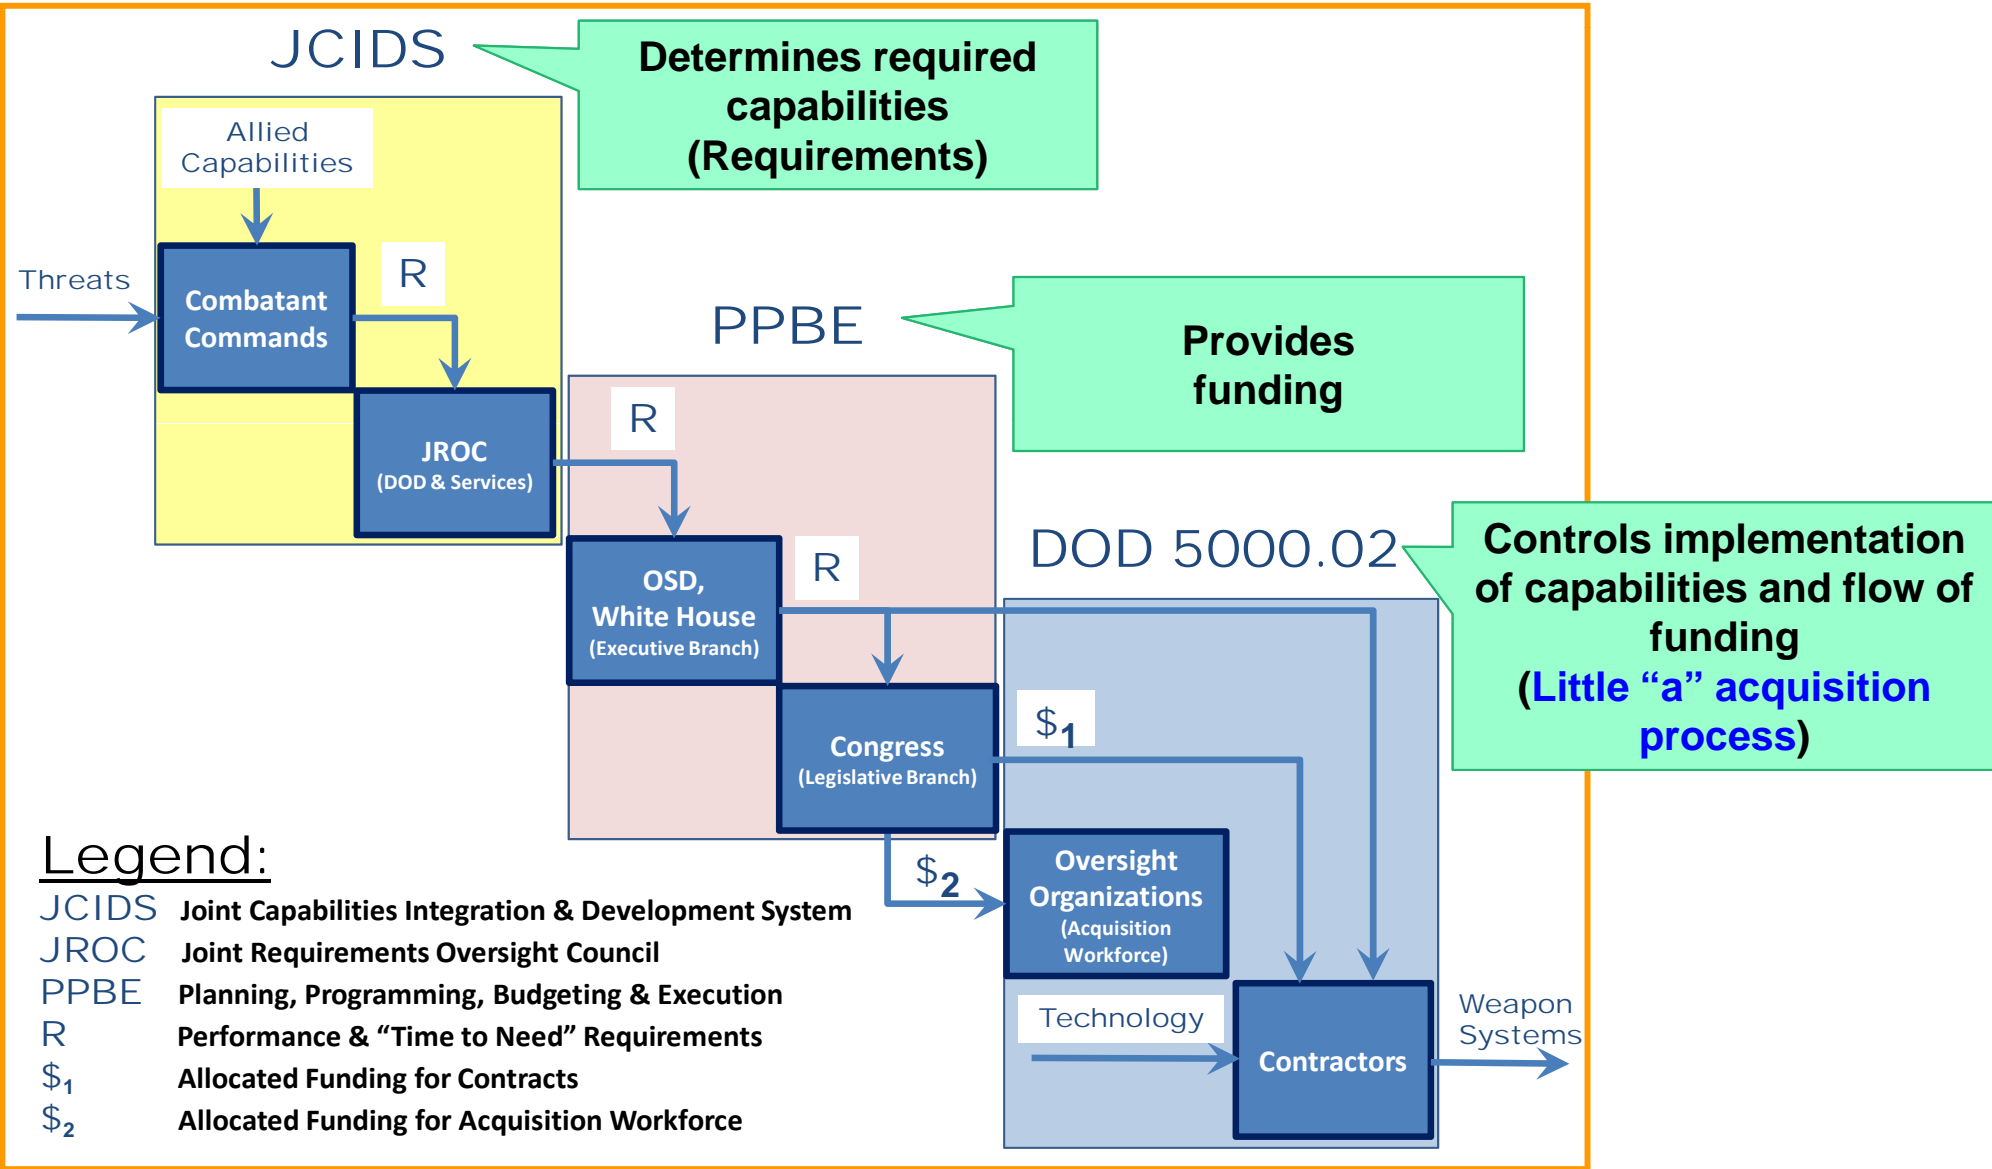 JCIDS
Determines required
capabilities
(Requirements)
Allied
Capabilities
Threats
Combatant
Commands
R
JROC
(DOD & Services)
PPBE
Provides
funding
R
OSD,
White House
(Executive Branch)
R
Congress
(Legislative Branch)
DOD 5000.02
Controls implementation
of capabilities and flow of
funding
(Little “a” acquisition
process)
$1
$2
Oversight
Organizations
(Acquisition
Workforce)
Technology
Contractors
Weapon
Systems
Legend:
JCIDS Joint Capabilities Integration & Development System
JROC Joint Requirements Oversight Council
PPBE Planning, Programming, Budgeting & Execution
R Performance & “Time to Need” Requirements
$1 Allocated Funding for Contracts
$2 Allocated Funding for Acquisition Workforce